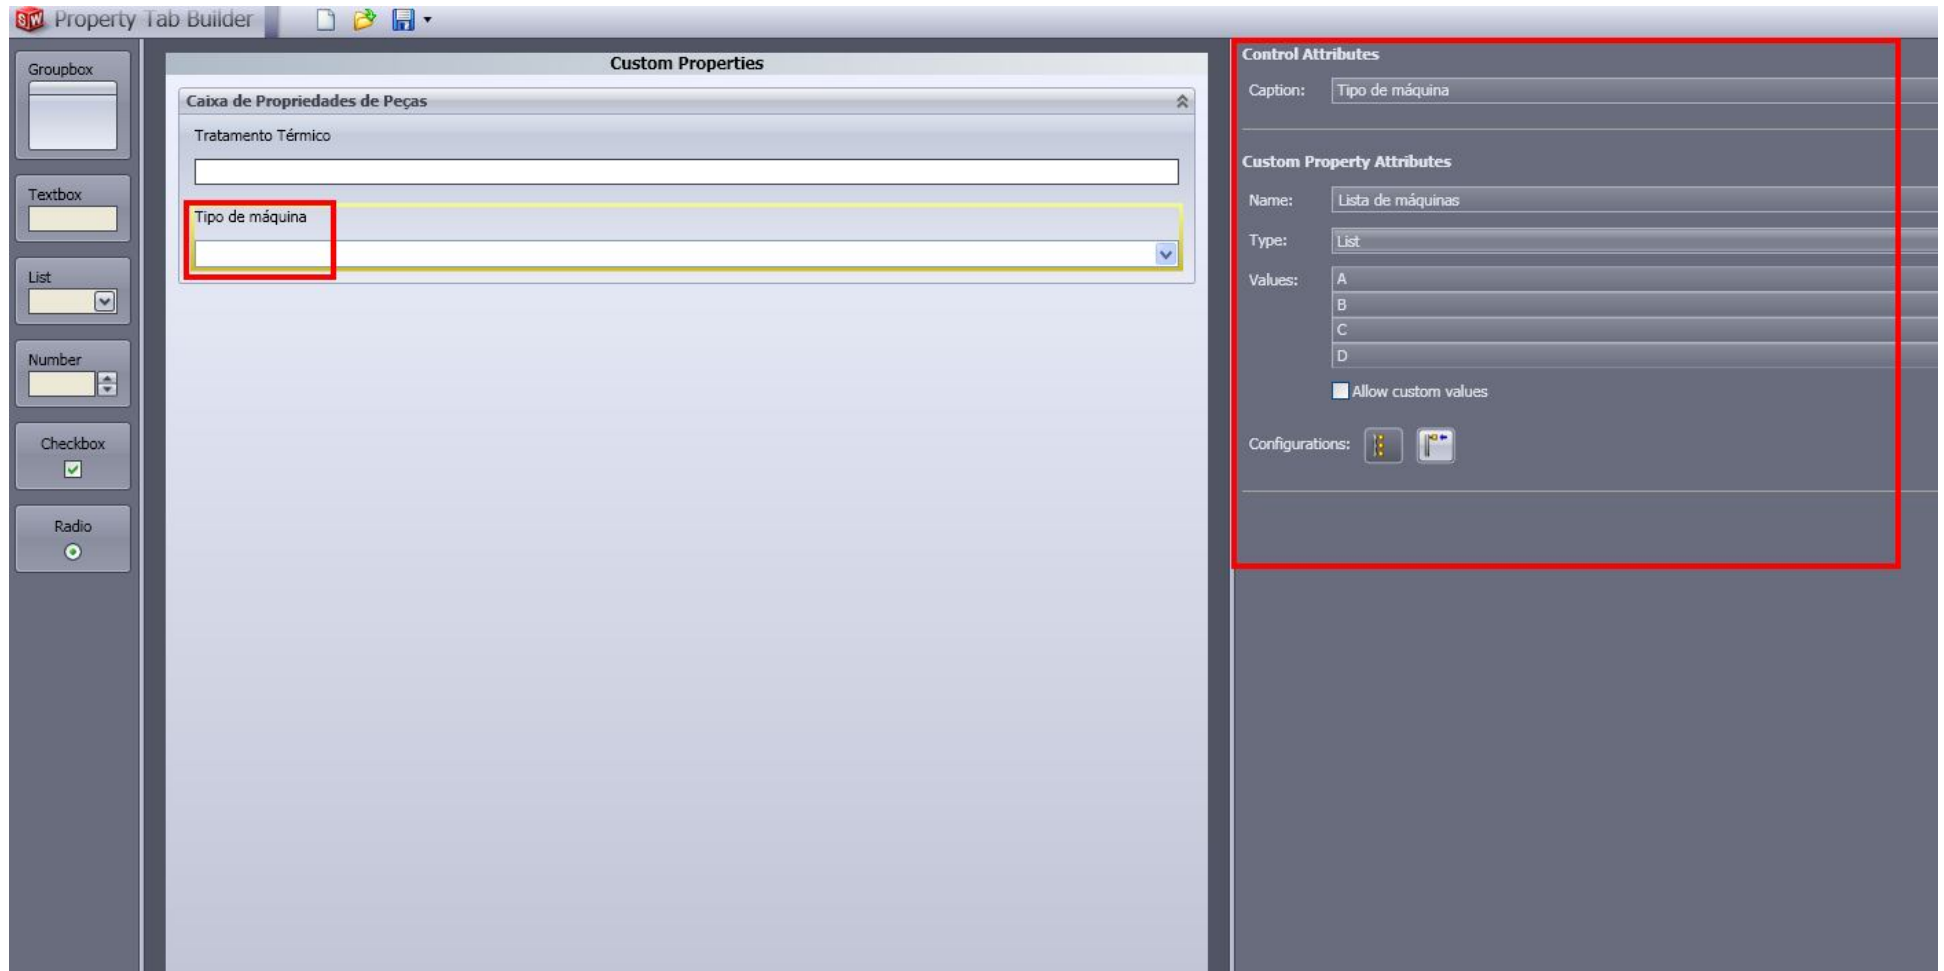 SW Property Tab Builder
Groupbox
Textbox
List
Number
Checkbox
Radio
Custom Properties
Caixa de Propriedades de Peças
Tratamento Térmico
Tipo de máquina
Control Attributes
Caption: Tipo de máquina
Custom Property Attributes
Name: Lista de máquinas
Type: List
Values: A
B
C
D
Allow custom values
Configurations: